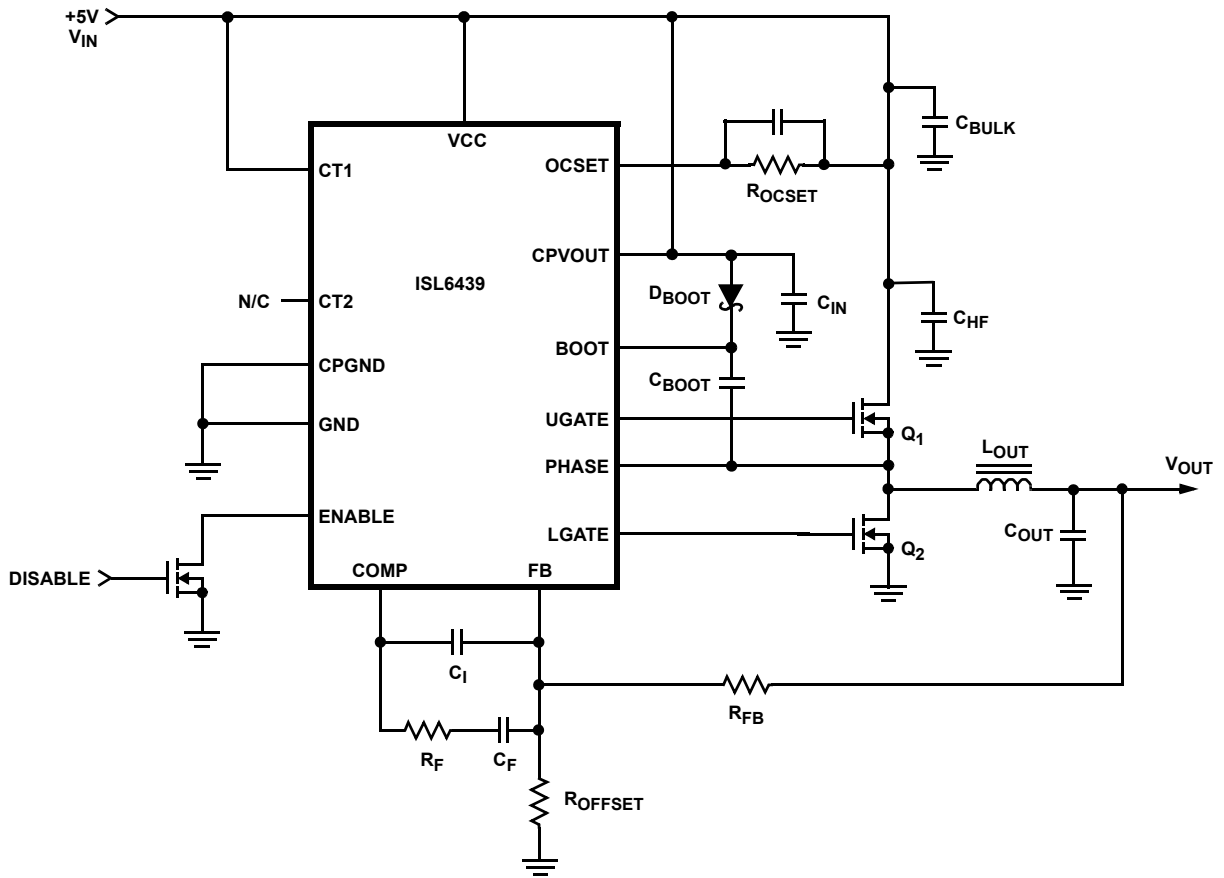 +5V
VIN
VCC
CT1
OCSET
ROCSET
CBULK
CPVOUT
ISL6439
DBOOT
CIN
N/C
CT2
CHF
BOOT
CPGND
CBOOT
UGATE
Q1
GND
PHASE
LOUT
VOUT
ENABLE
LGATE
COUT
Q2
DISABLE
COMP
FB
CI
RFB
RF
CF
ROFFSET